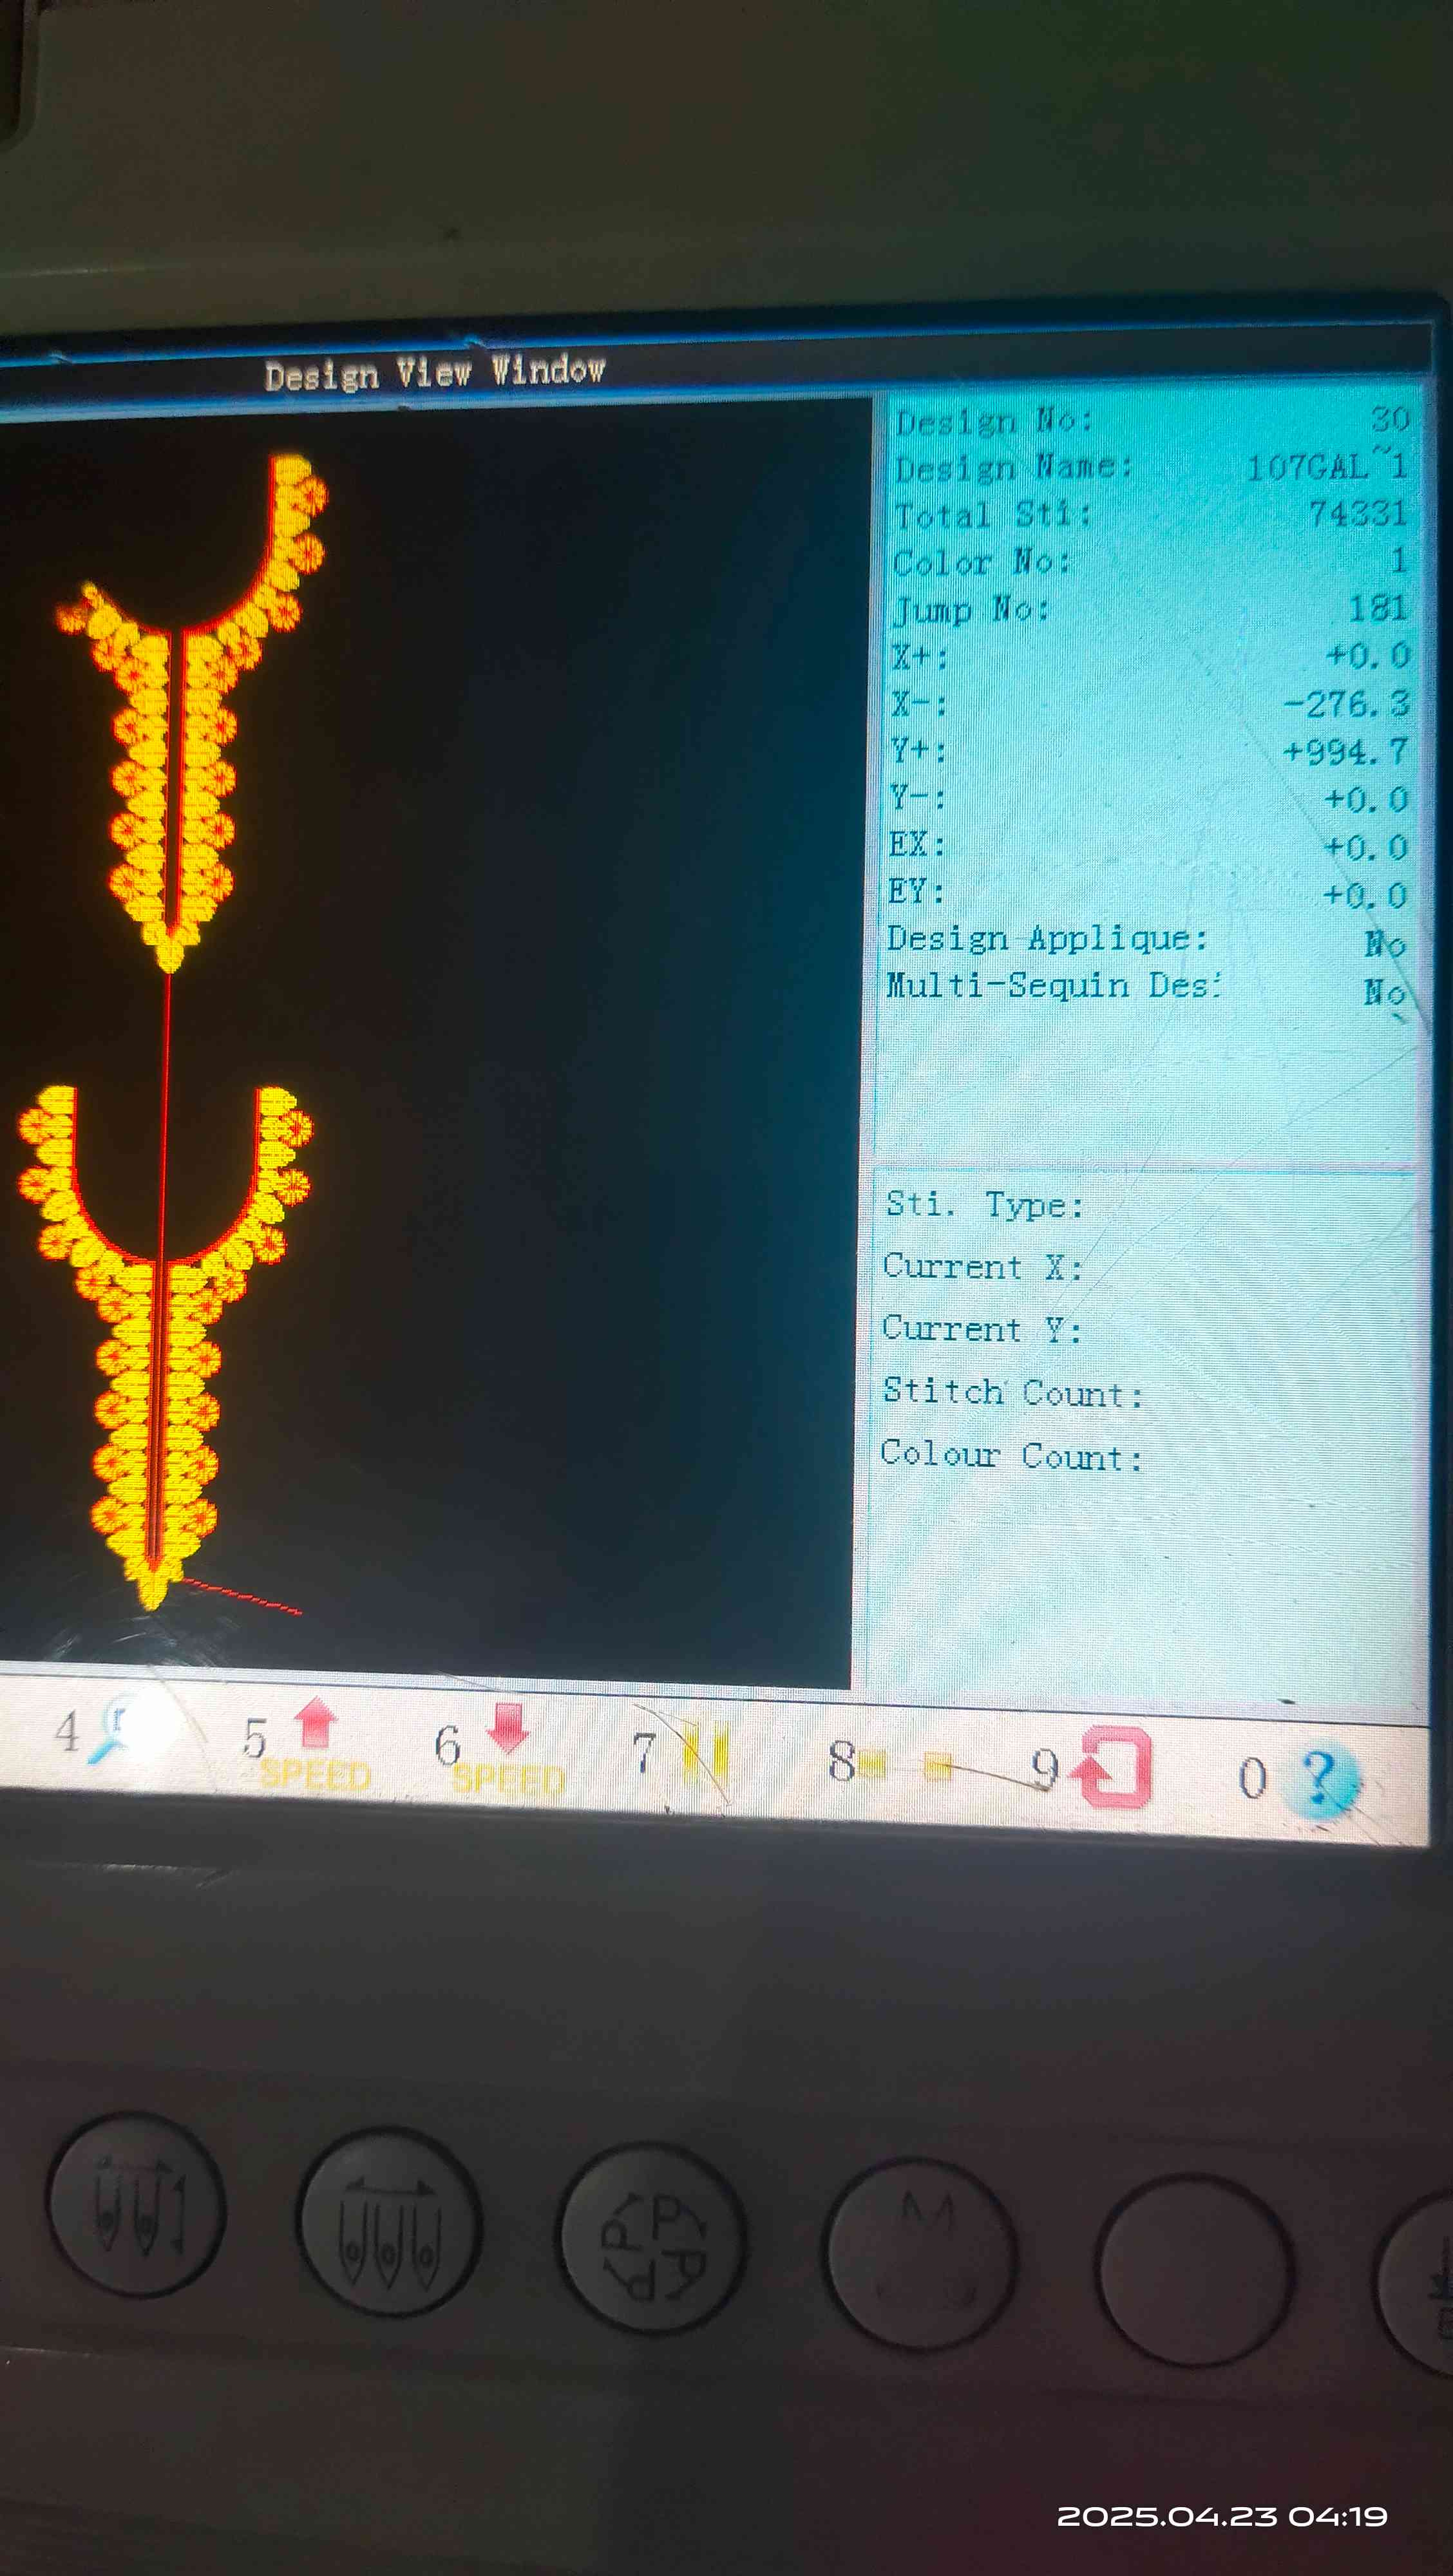 Design View Window
Design No: 30
Design Name: 107GAL~1
Total Sti: 74331
Color No: 1
Jump No: 181
X+: +0.0
X-: -276.3
Y+: +994.7
Y-: +0.0
EX: +0.0
EY: +0.0
Design Applique: No
Multi-Sequin Des: No
Sti. Type:
Current X:
Current Y:
Stitch Count:
Colour Count:
4 5 SPEED 6 SPEED 7 8 9 0 ?
P P P P
2025.04.23 04:19